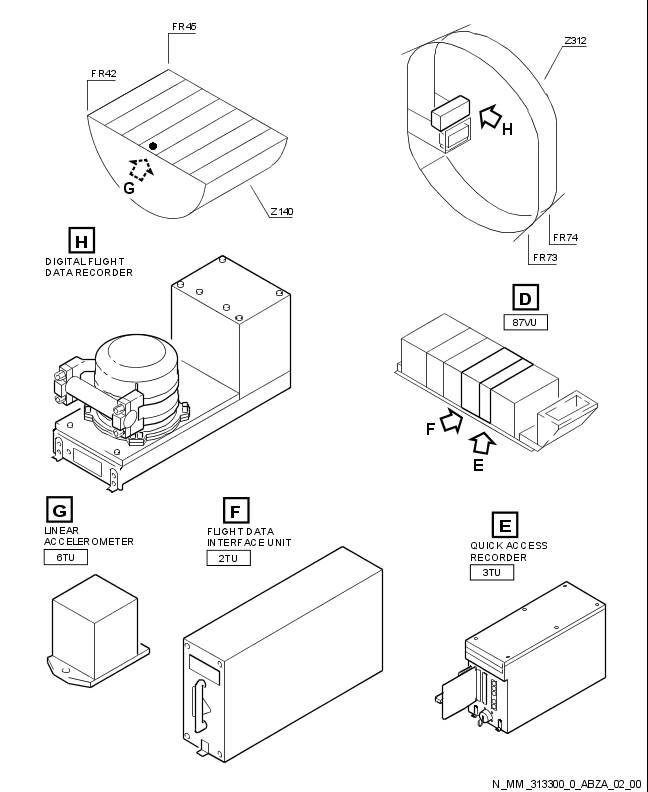 FR45
FR42
Z312
H
G
Z140
FR74
FR73
H
DIGITAL FLIGHT
DATA RECORDER
D
87VU
F
E
G
LINEAR
ACCELEROMETER
6TU
F
FLIGHT DATA
INTERFACE UNIT
2TU
E
QUICK ACCESS
RECORDER
3TU
N_MM_313300_0_ABZA_02_00